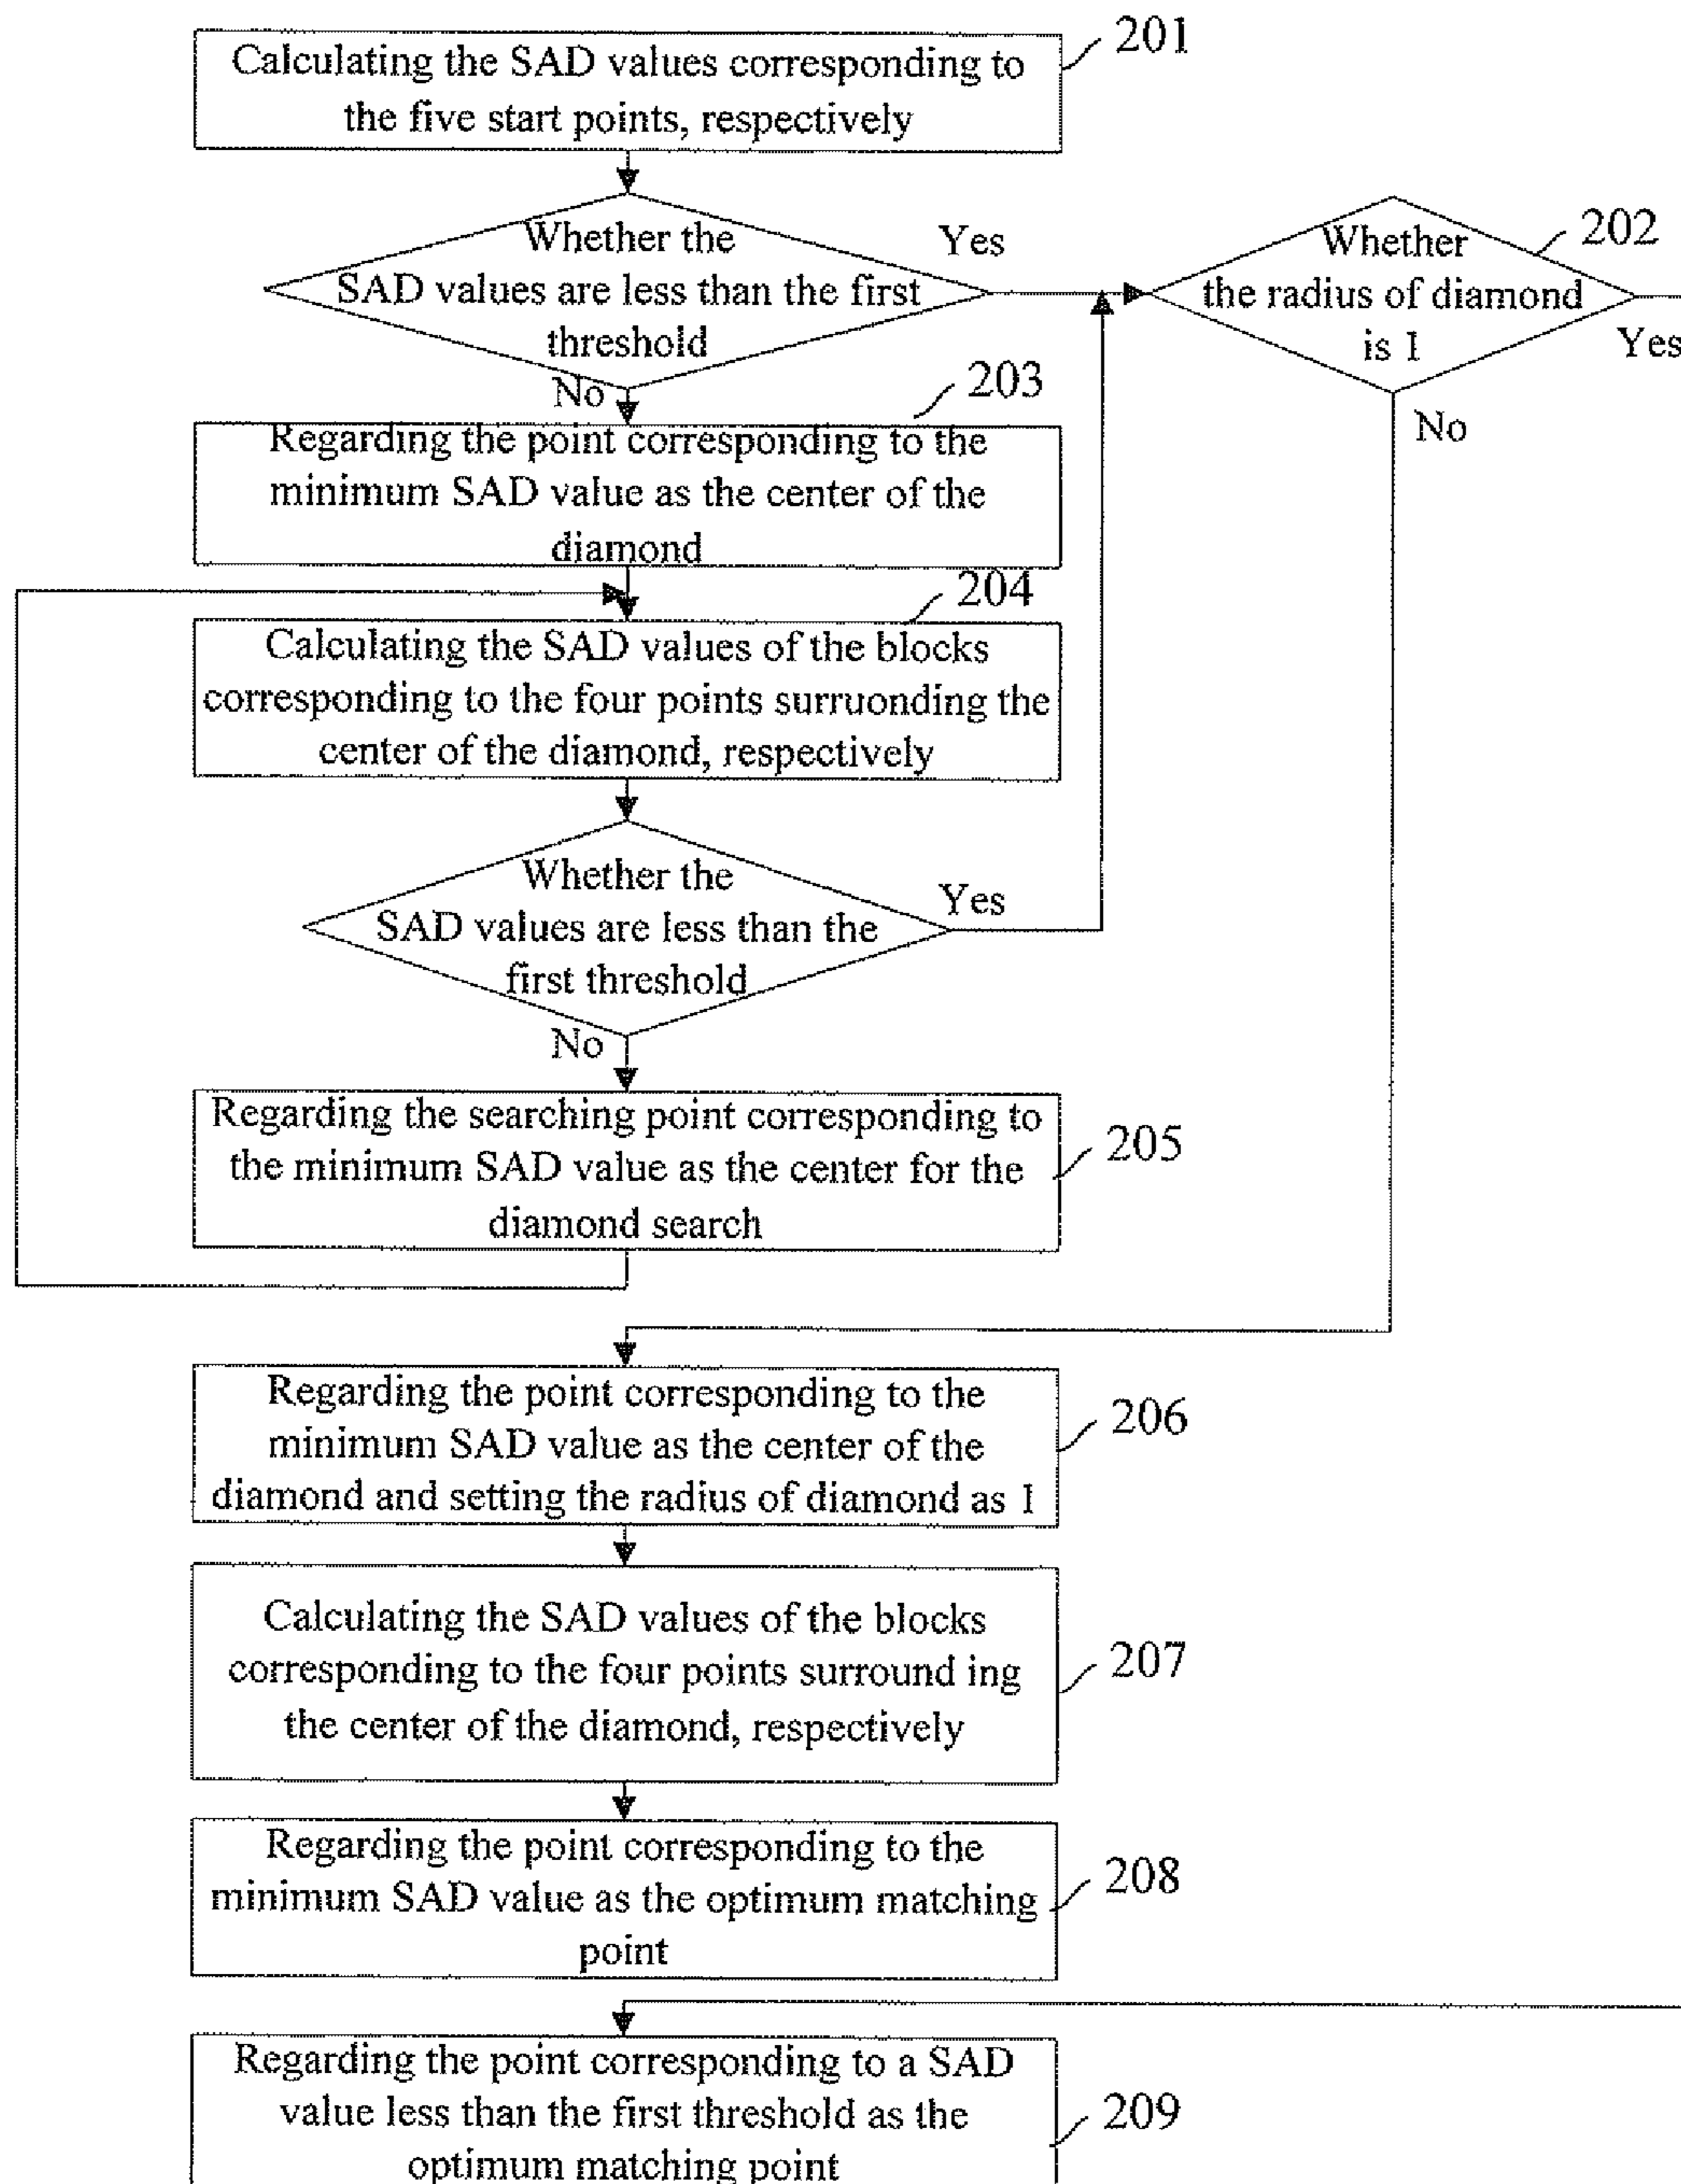 201
Calculating the SAD values corresponding to
the five start points, respectively
Whether the
SAD values are less than the first
threshold
Yes
No
202
Whether
the radius of diamond
is 1
Yes
No
203
Regarding the point corresponding to the
minimum SAD value as the center of the
diamond
204
Calculating the SAD values of the blocks
corresponding to the four points surruonding the
center of the diamond, respectively
Whether the
SAD values are less than the
first threshold
Yes
No
Regarding the searching point corresponding to
the minimum SAD value as the center for the
diamond search
205
Regarding the point corresponding to the
minimum SAD value as the center of the
diamond and setting the radius of diamond as 1
206
Calculating the SAD values of the blocks
corresponding to the four points surround ing
the center of the diamond, respectively
207
Regarding the point corresponding to the
minimum SAD value as the optimum matching
point
208
Regarding the point corresponding to a SAD
value less than the first threshold as the
optimum matching point
209